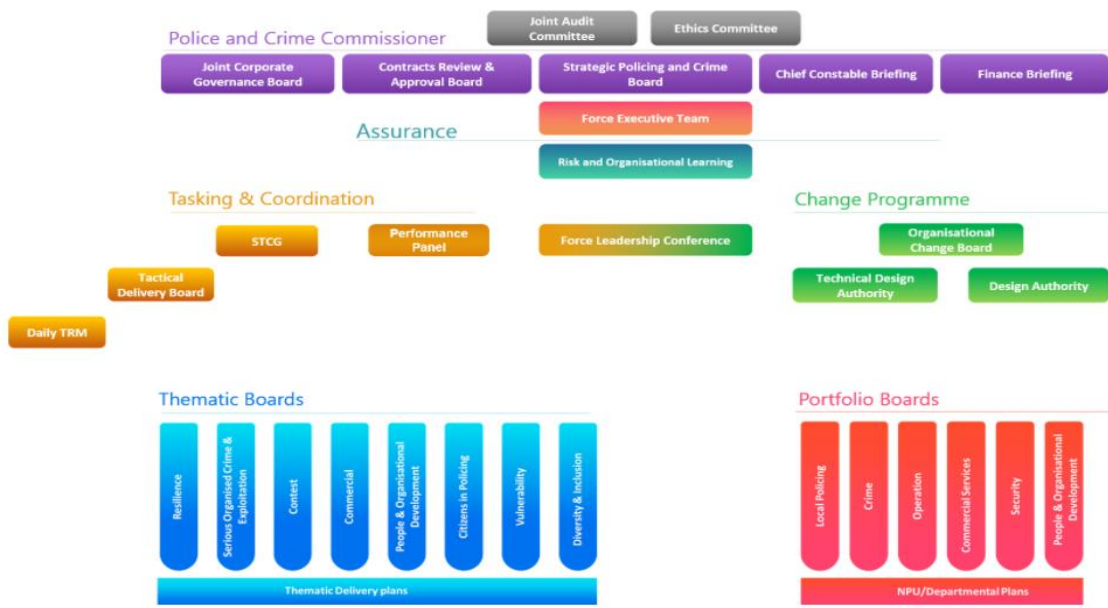 Joint Audit
Committee
Ethics Committee
Police and Crime Commissioner
Joint Corporate
Governance Board
Contracts Review &
Approval Board
Strategic Policing and Crime
Board
Chief Constable Briefing
Finance Briefing
Force Executive Team
Assurance
Risk and Organisational Learning
Tasking & Coordination
Change Programme
STCG
Performance
Panel
Force Leadership Conference
Organisational
Change Board
Tactical
Delivery Board
Technical Design
Authority
Design Authority
Daily TRM
Thematic Boards
Portfolio Boards
Resilience
Serious Organised Crime &
Exploitation
Contest
Commercial
People & Organisational
Development
Citizens in Policing
Vulnerability
Diversity & Inclusion
Local Policing
Crime
Operation
Commercial Services
Security
People & Organisational
Development
Thematic Delivery plans
NPU/Departmental Plans